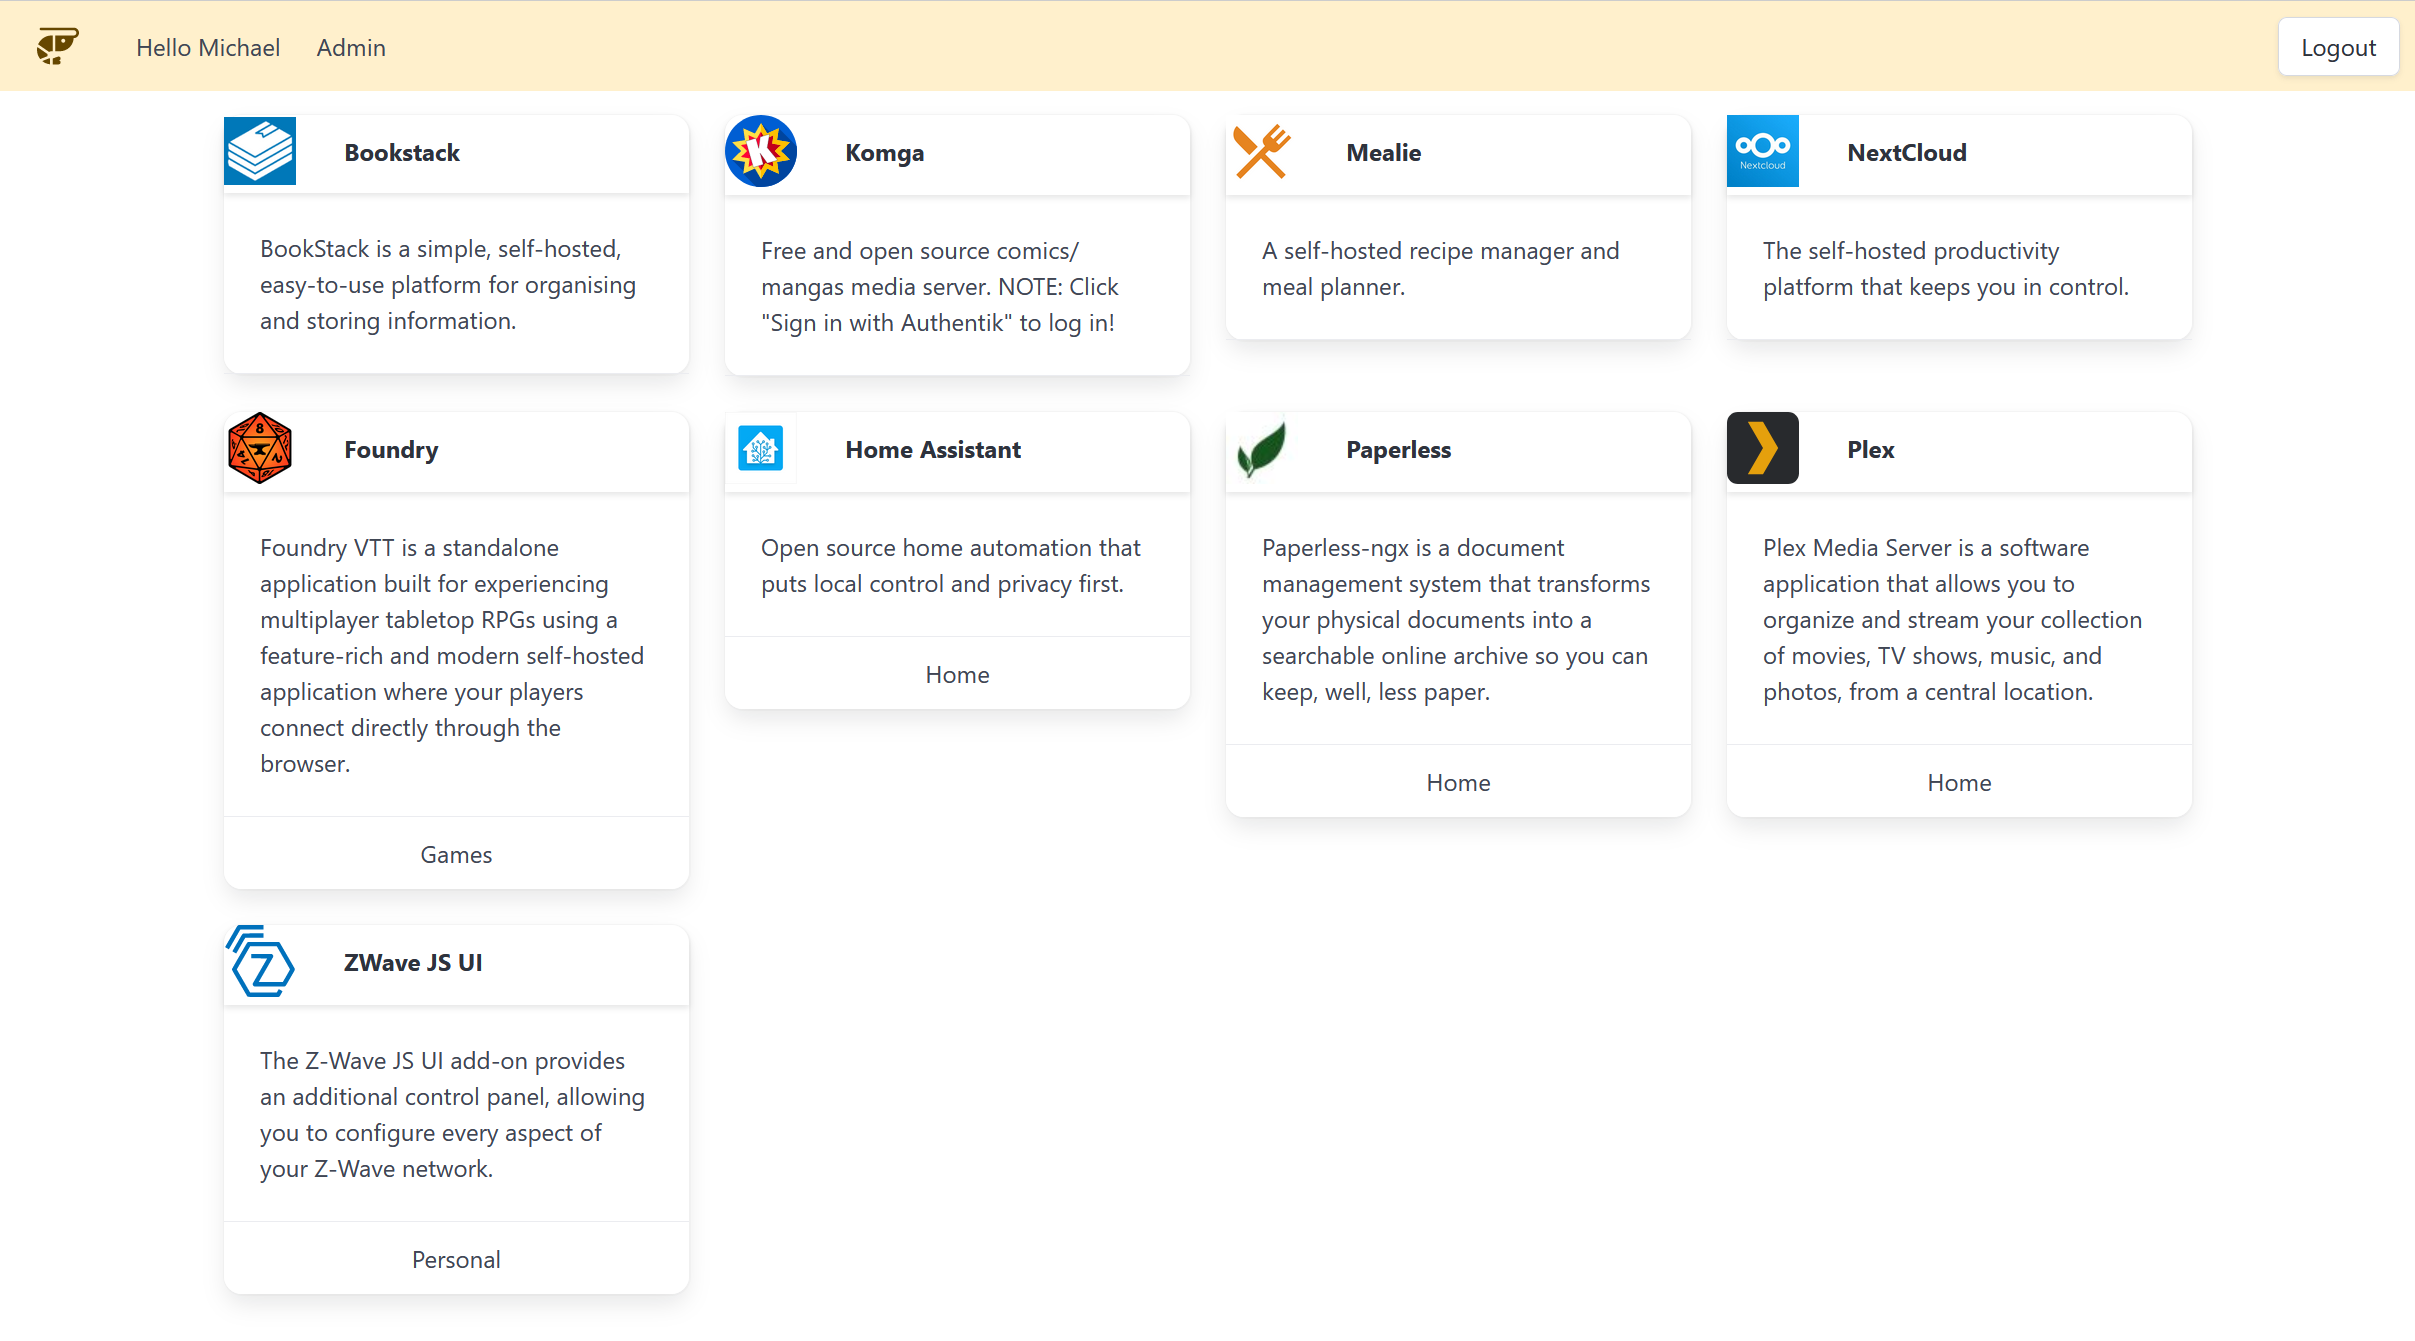 Hello Michael
Admin
Logout
Bookstack
BookStack is a simple, self-hosted,
easy-to-use platform for organising
and storing information.
Komga
Free and open source comics/
mangas media server. NOTE: Click
"Sign in with Authentik" to log in!
Mealie
A self-hosted recipe manager and
meal planner.
Nextcloud
NextCloud
The self-hosted productivity
platform that keeps you in control.
Foundry
Foundry VTT is a standalone
application built for experiencing
multiplayer tabletop RPGs using a
feature-rich and modern self-hosted
application where your players
connect directly through the
browser.
Games
Home Assistant
Open source home automation that
puts local control and privacy first.
Home
Paperless
Paperless-ngx is a document
management system that transforms
your physical documents into a
searchable online archive so you can
keep, well, less paper.
Home
Plex
Plex Media Server is a software
application that allows you to
organize and stream your collection
of movies, TV shows, music, and
photos, from a central location.
Home
ZWave JS UI
The Z-Wave JS UI add-on provides
an additional control panel, allowing
you to configure every aspect of
your Z-Wave network.
Personal